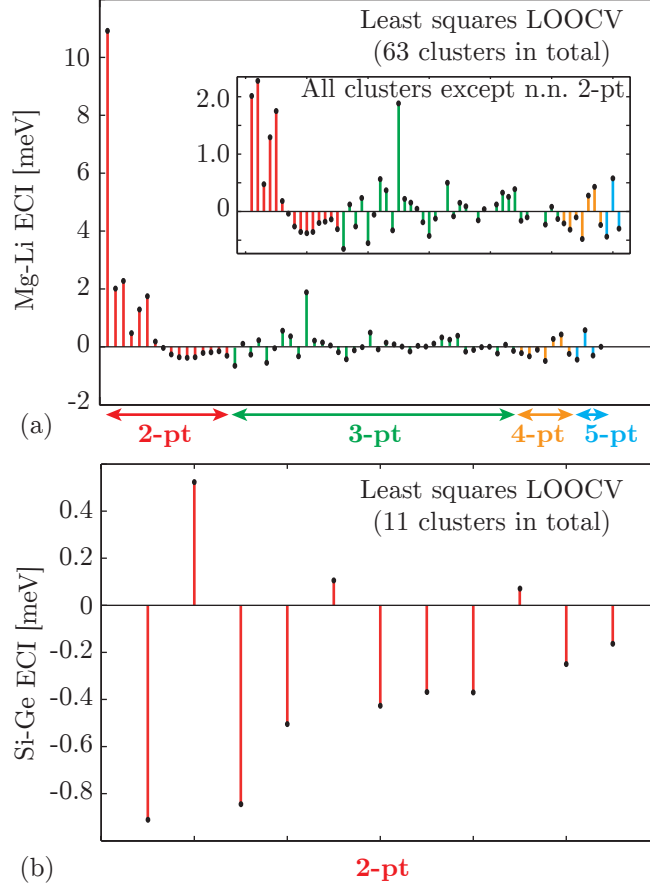 Least squares LOOCV
(63 clusters in total)
All clusters except n.n. 2-pt
2.0
1.0
0
Mg-Li ECI [meV]
10
8
6
4
2
0
-2
(a)
2-pt
3-pt
4-pt
5-pt
Least squares LOOCV
(11 clusters in total)
Si-Ge ECI [meV]
0.4
0.2
0
-0.2
-0.4
-0.6
-0.8
(b)
2-pt